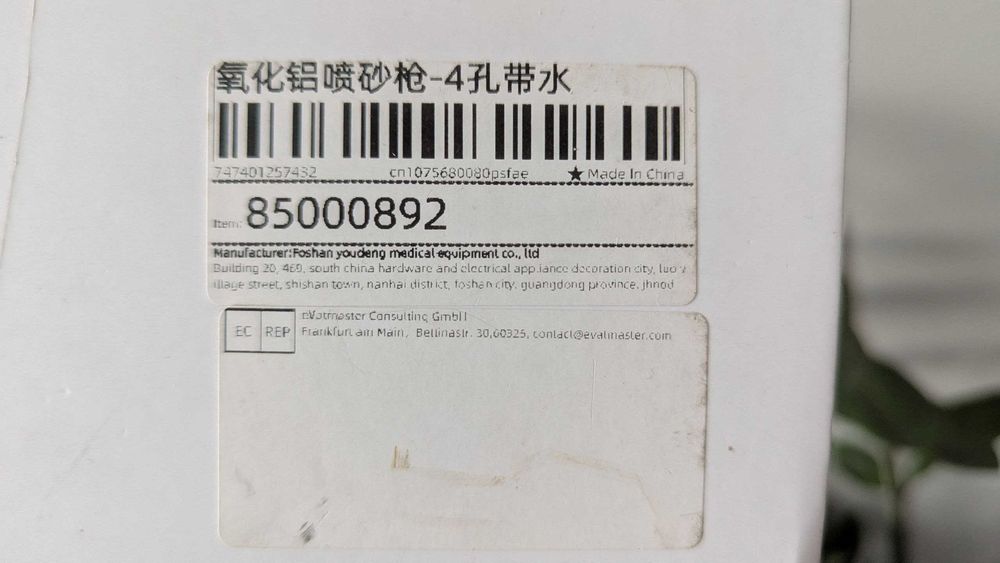 氧化铝喷砂枪-4孔带水
747401257432 cn1075680080psfae ★ Made In China
Item: 85000892
Manufacturer:Foshan youdeng medical equipment co., ltd
Building 20, 469, south china hardware and electrical appliance decoration city, luo v
illage street, shishan town, nanhai district, foshan city, guangdong province,
EC REP
eVatmaster Consulting GmbH
Frankfurt am Main, Bettinastr. 30,60325, contact@evatmaster.com